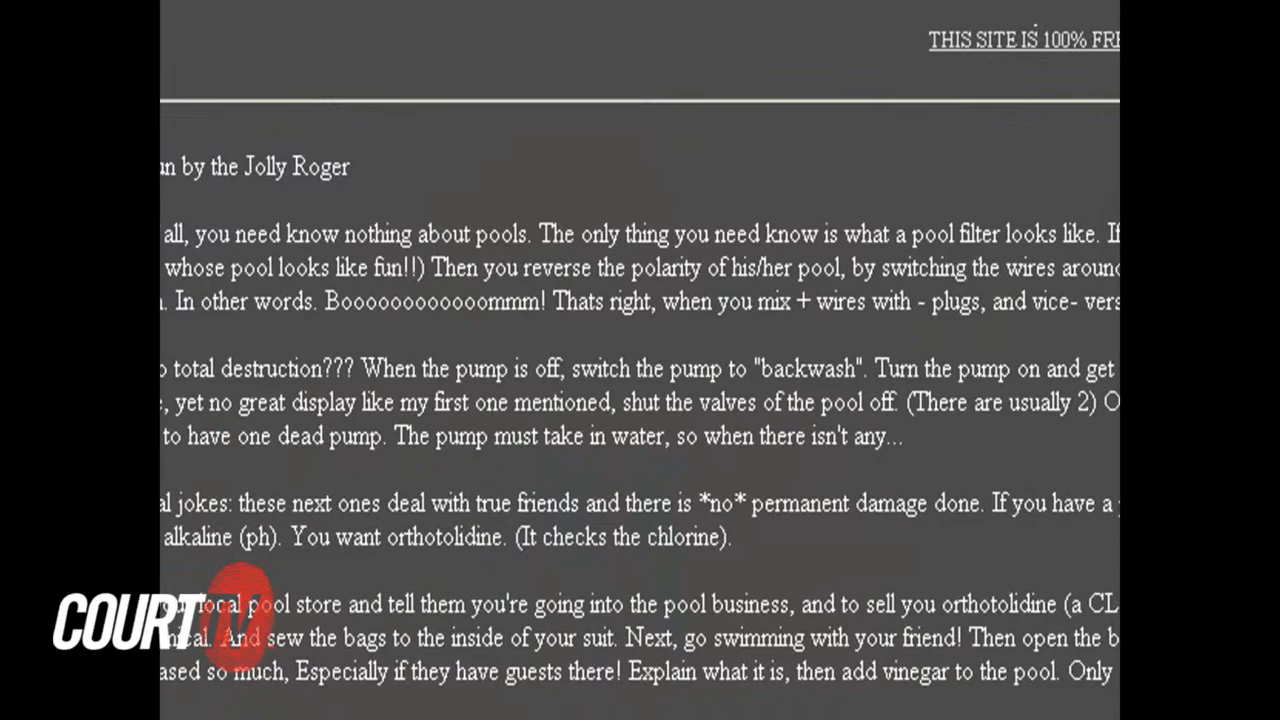 THIS SITE IS 100% FRE
un by the Jolly Roger
all, you need know nothing about pools. The only thing you need know is what a pool filter looks like. If
whose pool looks like fun!!) Then you reverse the polarity of his/her pool, by switching the wires around
. In other words. Booooooooooommm! Thats right, when you mix + wires with - plugs, and vice- vers
o total destruction??? When the pump is off, switch the pump to "backwash". Turn the pump on and get
, yet no great display like my first one mentioned, shut the valves of the pool off. (There are usually 2) O
to have one dead pump. The pump must take in water, so when there isn't any...
al jokes: these next ones deal with true friends and there is *no* permanent damage done. If you have a
alkaline (ph). You want orthotolidine. (It checks the chlorine).
local pool store and tell them you're going into the pool business, and to sell you orthotolidine (a CL
nical. And sew the bags to the inside of your suit. Next, go swimming with your friend! Then open the b
ased so much, Especially if they have guests there! Explain what it is, then add vinegar to the pool. Only
COURT TV